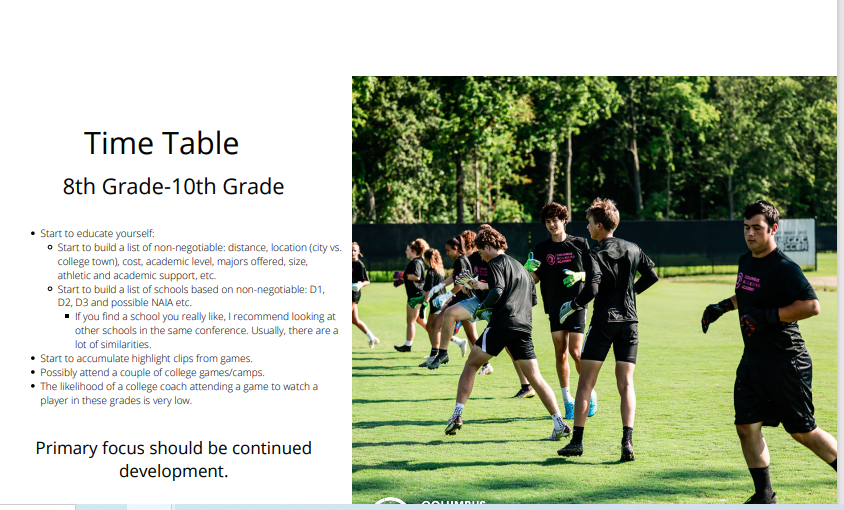 Time Table
8th Grade-10th Grade
• Start to educate yourself:
○ Start to build a list of non-negotiable: distance, location (city vs.
college town), cost, academic level, majors offered, size,
athletic and academic support, etc.
○ Start to build a list of schools based on non-negotiable: D1,
D2, D3 and possible NAIA etc.
▪ If you find a school you really like, I recommend looking at
other schools in the same conference. Usually, there are a
lot of similarities.
• Start to accumulate highlight clips from games.
• Possibly attend a couple of college games/camps.
• The likelihood of a college coach attending a game to watch a
player in these grades is very low.
Primary focus should be continued
development.
COLUMBUS